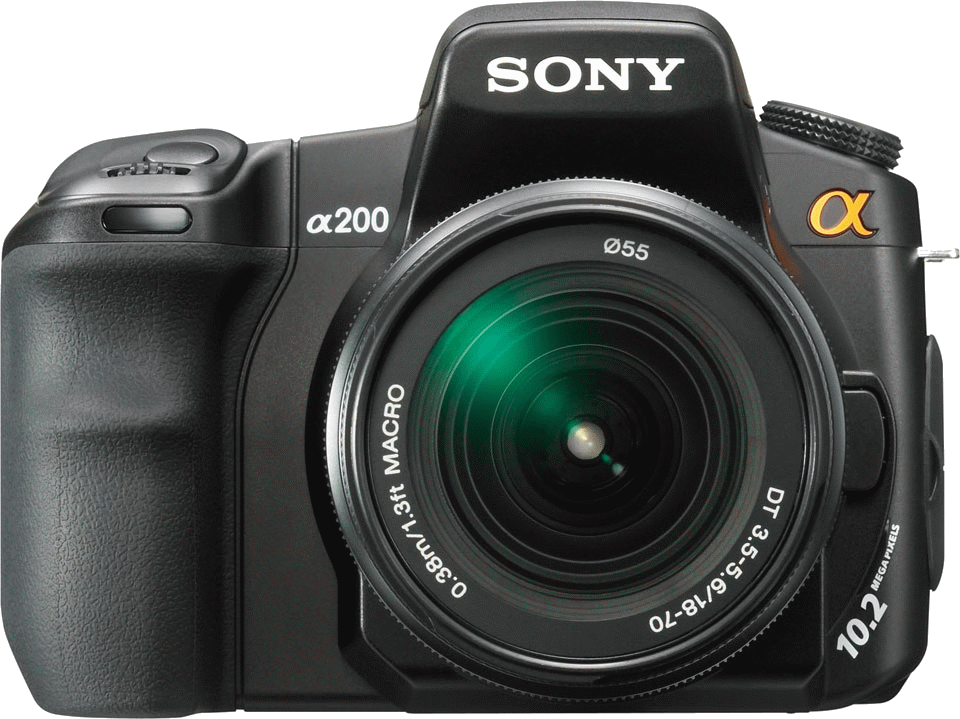 SONY
α200
α
Ø55
0.38m/1.3ft MACRO
DT 3.5-5.6/18-70
10.2 MEGAPIXELS